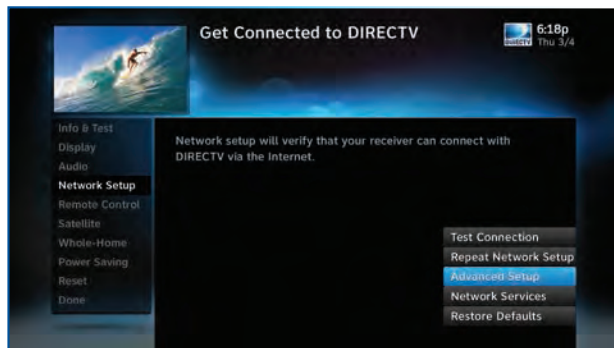 Get Connected to DIRECTV
6:18p
DIRECTV
Thu 3/4
Info & Test
Display
Audio
Network Setup
Remote Control
Satellite
Whole-Home
Power Saving
Reset
Done
Network setup will verify that your receiver can connect with
DIRECTV via the Internet.
Test Connection
Repeat Network Setup
Advanced Setup
Network Services
Restore Defaults